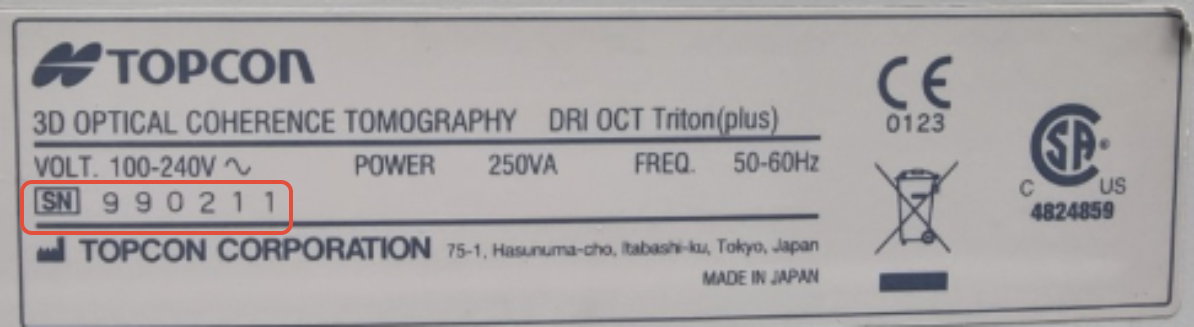 TOPCON
3D OPTICAL COHERENCE TOMOGRAPHY DRI OCT Triton(plus)
VOLT. 100-240V ~ POWER 250VA FREQ. 50-60Hz
SN 990211
TOPCON CORPORATION 75-1, Hasunuma-cho, Itabashi-ku, Tokyo, Japan
MADE IN JAPAN
CE
0123
SA
C US
4824859